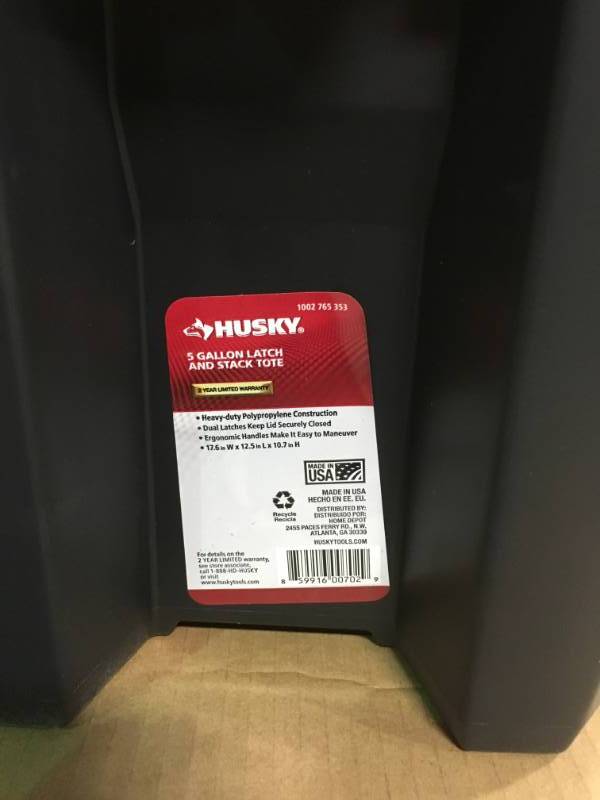 1002 765 353
HUSKY®
5 GALLON LATCH
AND STACK TOTE
2 YEAR LIMITED WARRANTY
• Heavy-duty Polypropylene Construction
• Dual Latches Keep Lid Securely Closed
• Ergonomic Handles Make It Easy to Maneuver
• 17.6 in W x 12.5 in L x 10.7 in H
MADE IN
USA
MADE IN USA
HECHO EN EE. EU.
Recycle
Recicla
DISTRIBUTED BY:
DISTRIBUIDO POR:
HOME DEPOT
2455 PACES FERRY RD., N.W.
ATLANTA, GA 30339
HUSKYTOOLS.COM
For details on the
2 YEAR LIMITED warranty,
see store associate,
call 1-888-HD-HUSKY
or visit
www.huskytools.com
8 59916 00702 9